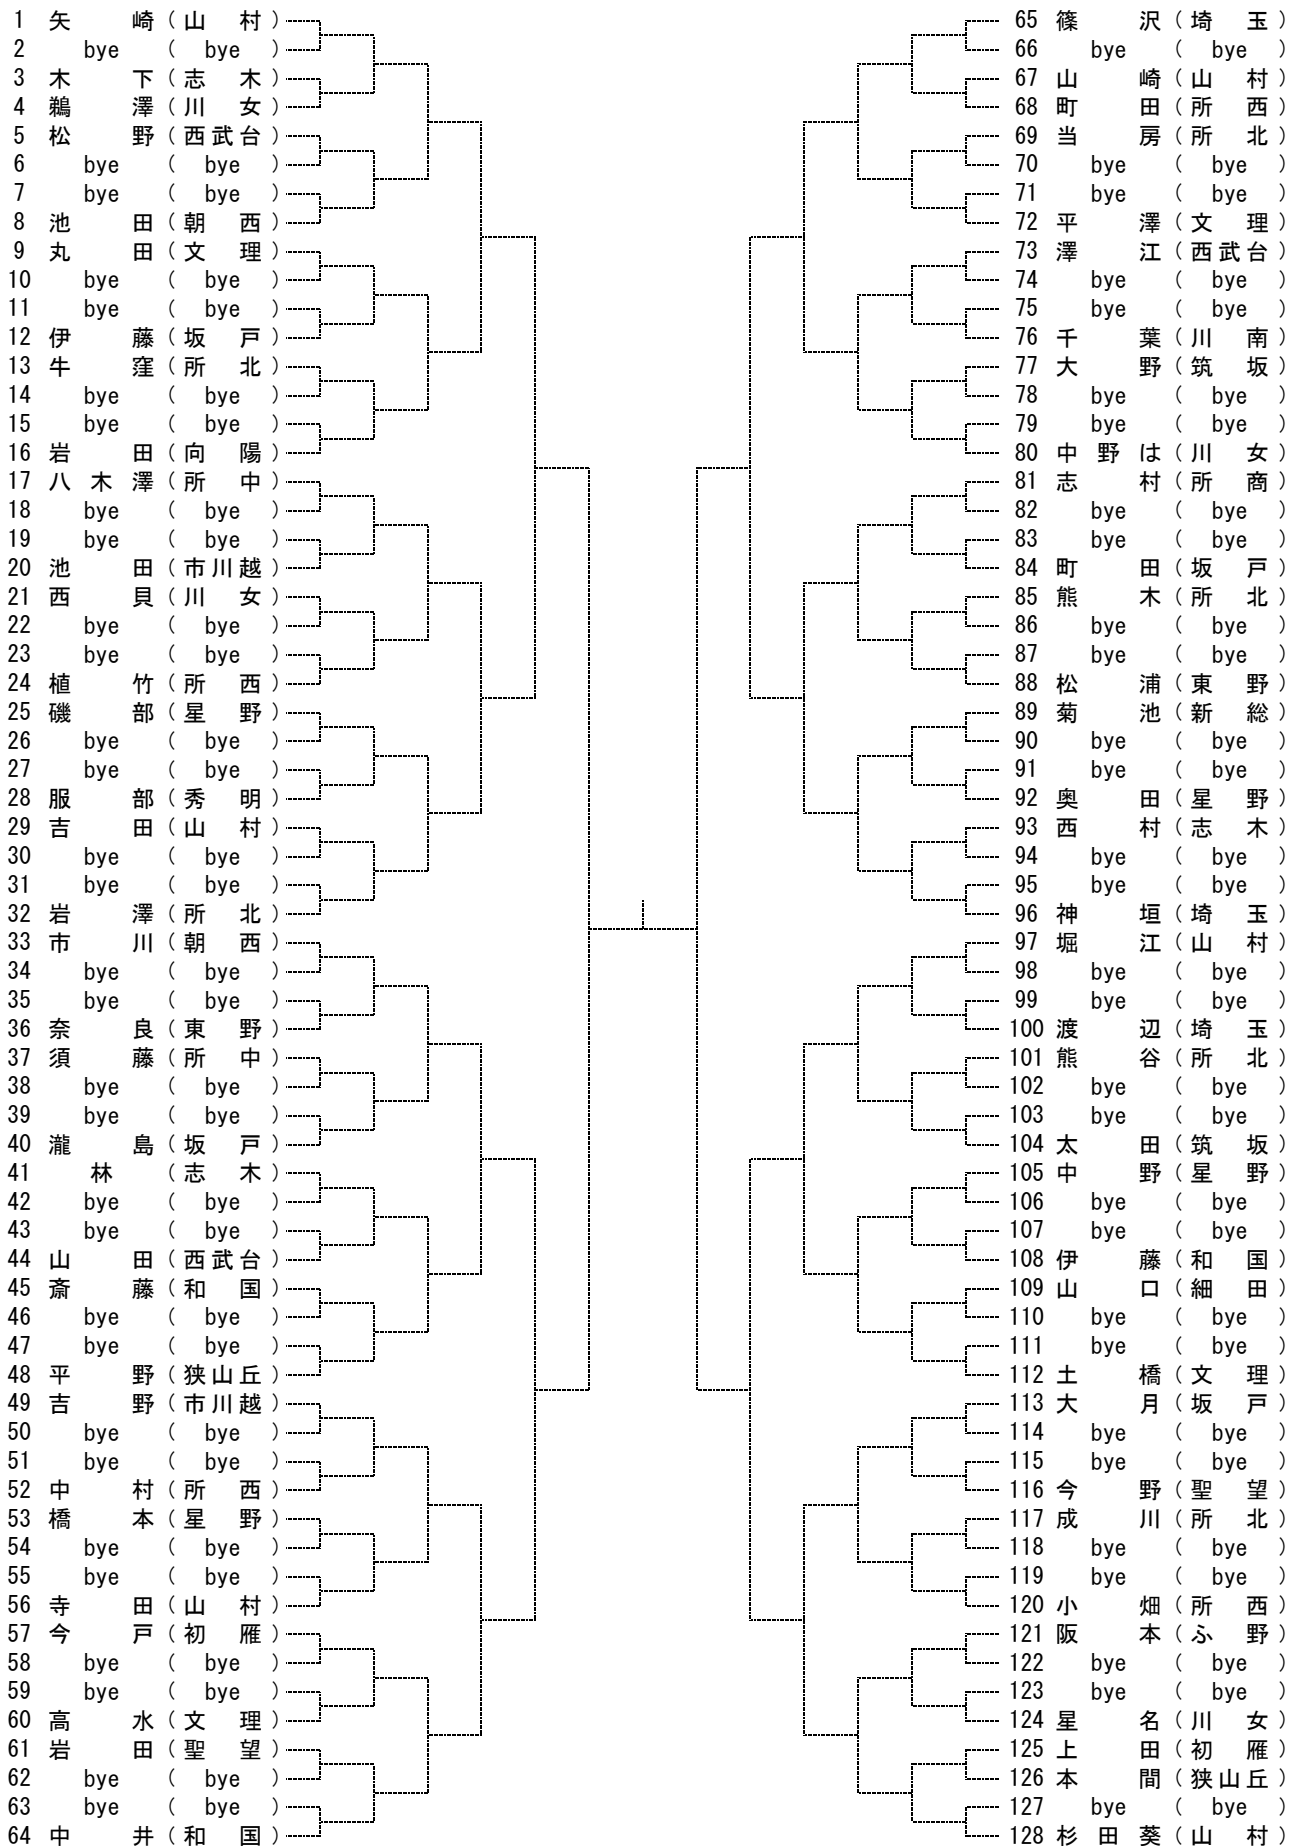 1 矢崎（山村）
2 bye（bye）
3 木下（志木）
4 鵜澤（川女）
5 松野（西武台）
6 bye（bye）
7 bye（bye）
8 池田（朝西）
9 丸田（文理）
10 bye（bye）
11 bye（bye）
12 伊藤（坂戸）
13 牛窪（所北）
14 bye（bye）
15 bye（bye）
16 岩田（向陽）
17 八木澤（所中）
18 bye（bye）
19 bye（bye）
20 池田（市川越）
21 西貝（川女）
22 bye（bye）
23 bye（bye）
24 植竹（所西）
25 磯部（星野）
26 bye（bye）
27 bye（bye）
28 服部（秀明）
29 吉田（山村）
30 bye（bye）
31 bye（bye）
32 岩澤（所北）
33 市川（朝西）
34 bye（bye）
35 bye（bye）
36 奈良（東野）
37 須藤（所中）
38 bye（bye）
39 bye（bye）
40 瀧島（坂戸）
41 林（志木）
42 bye（bye）
43 bye（bye）
44 山田（西武台）
45 斎藤（和国）
46 bye（bye）
47 bye（bye）
48 平野（狭山丘）
49 吉野（市川越）
50 bye（bye）
51 bye（bye）
52 中村（所西）
53 橋本（星野）
54 bye（bye）
55 bye（bye）
56 寺田（山村）
57 今戸（初雁）
58 bye（bye）
59 bye（bye）
60 高水（文理）
61 岩田（聖望）
62 bye（bye）
63 bye（bye）
64 中井（和国）
65 篠沢（埼玉）
66 bye（bye）
67 山崎（山村）
68 町田（所西）
69 当房（所北）
70 bye（bye）
71 bye（bye）
72 平澤（文理）
73 澤江（西武台）
74 bye（bye）
75 bye（bye）
76 千葉（川南）
77 大野（筑坂）
78 bye（bye）
79 bye（bye）
80 中野は（川女）
81 志村（所商）
82 bye（bye）
83 bye（bye）
84 町田（坂戸）
85 熊木（所北）
86 bye（bye）
87 bye（bye）
88 松浦（東野）
89 菊池（新総）
90 bye（bye）
91 bye（bye）
92 奥田（星野）
93 西村（志木）
94 bye（bye）
95 bye（bye）
96 神垣（埼玉）
97 堀江（山村）
98 bye（bye）
99 bye（bye）
100 渡辺（埼玉）
101 熊谷（所北）
102 bye（bye）
103 bye（bye）
104 太田（筑坂）
105 中野（星野）
106 bye（bye）
107 bye（bye）
108 伊藤（和国）
109 山口（細田）
110 bye（bye）
111 bye（bye）
112 土橋（文理）
113 大月（坂戸）
114 bye（bye）
115 bye（bye）
116 今野（聖望）
117 成川（所北）
118 bye（bye）
119 bye（bye）
120 小畑（所西）
121 阪本（ふ野）
122 bye（bye）
123 bye（bye）
124 星名（川女）
125 上田（初雁）
126 本間（狭山丘）
127 bye（bye）
128 杉田葵（山村）